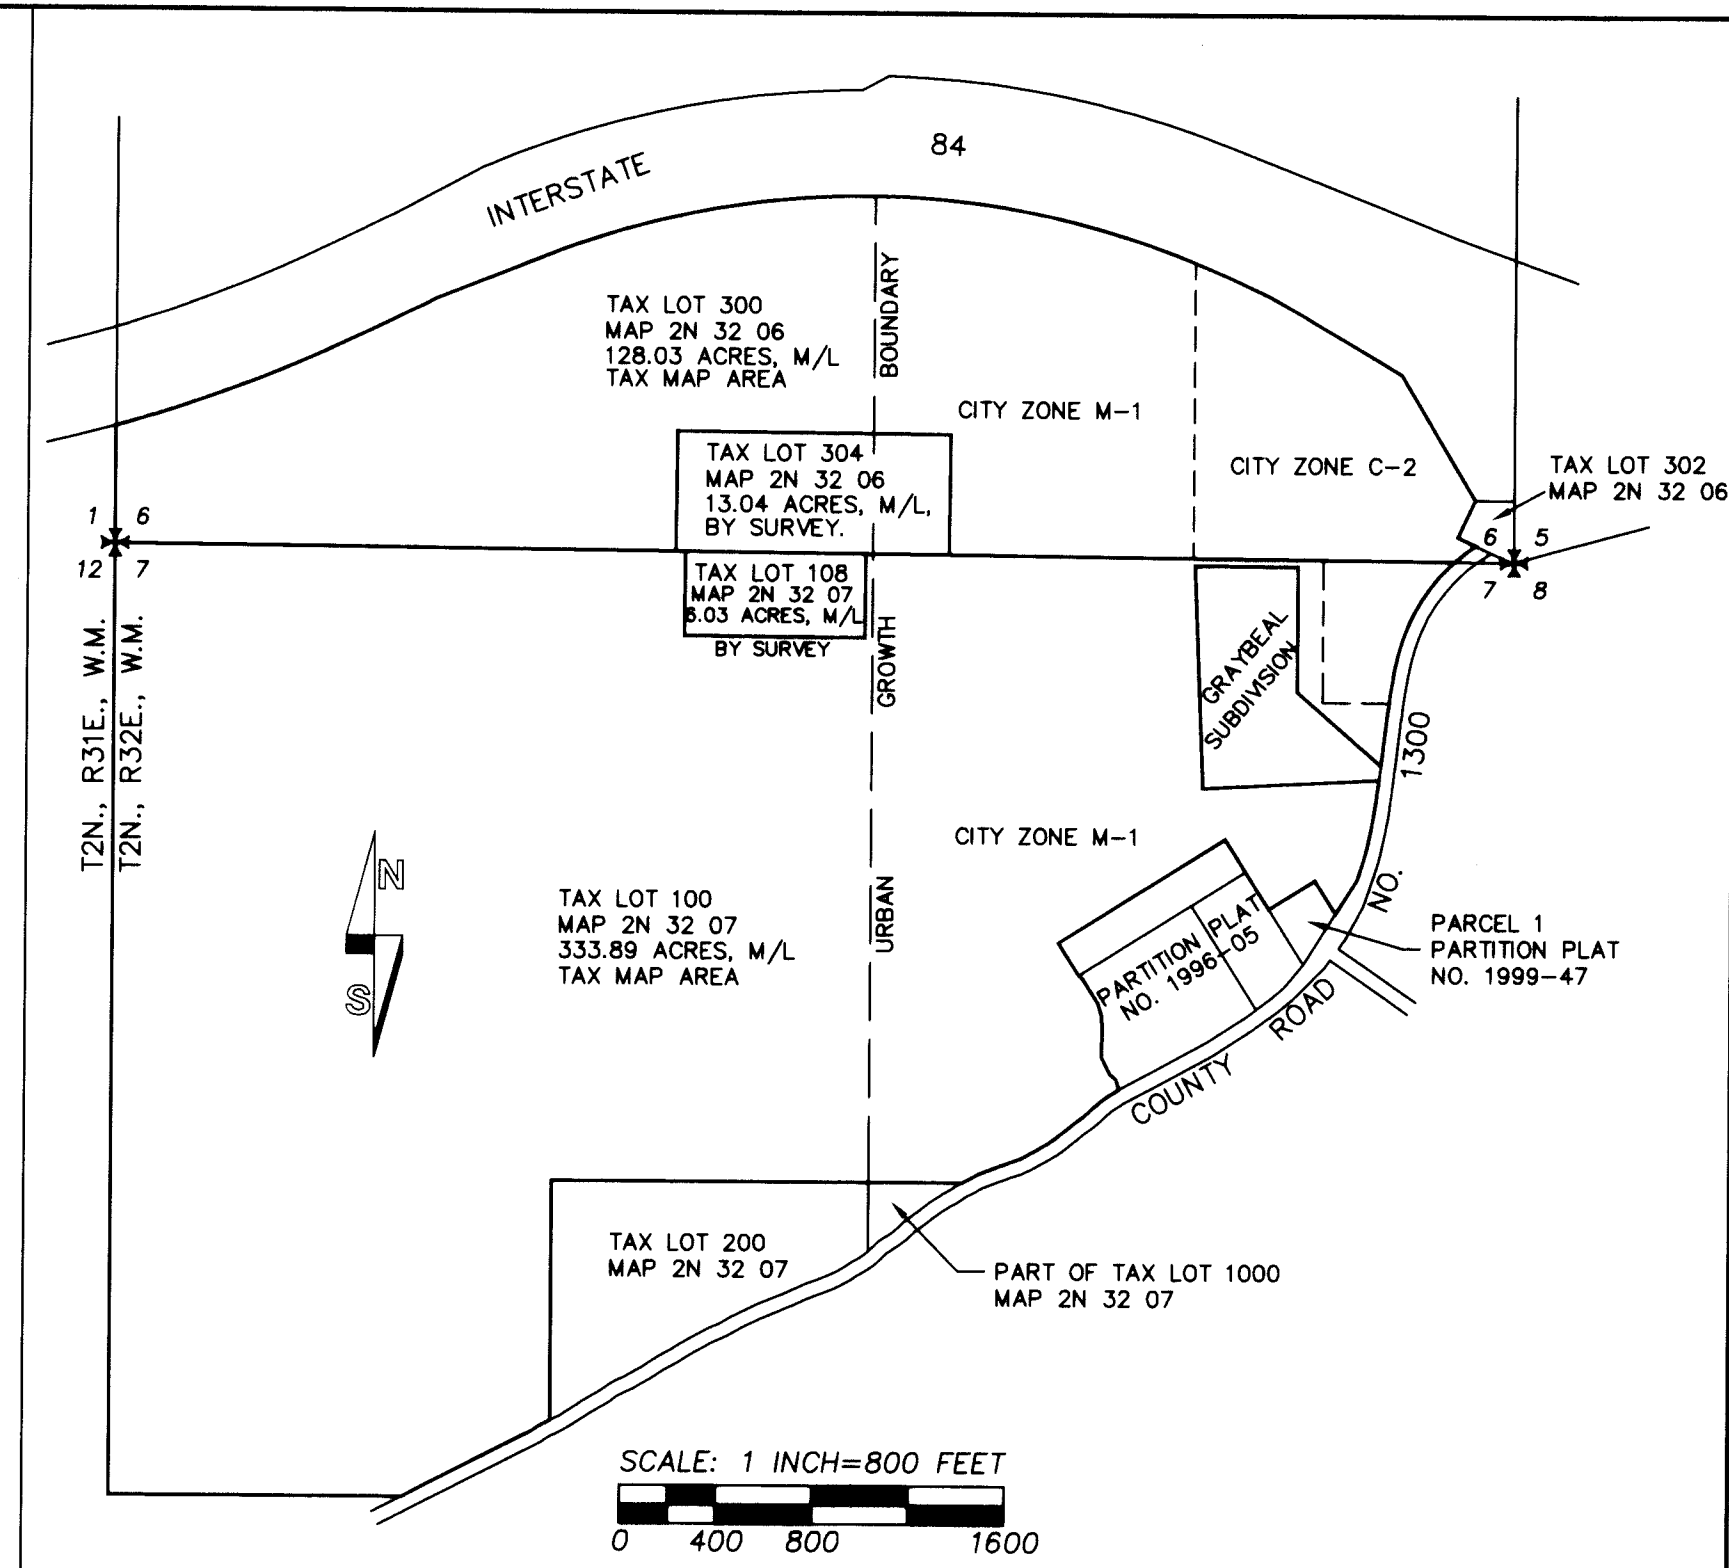 INTERSTATE
84
TAX LOT 300
MAP 2N 32 06
128.03 ACRES, M/L
TAX MAP AREA
BOUNDARY
CITY ZONE M-1
CITY ZONE C-2
TAX LOT 302
MAP 2N 32 06
TAX LOT 304
MAP 2N 32 06
13.04 ACRES, M/L,
BY SURVEY.
1 6
12 7
6 5
7 8
TAX LOT 108
MAP 2N 32 07
6.03 ACRES, M/L
BY SURVEY
GROWTH
GRAYBEAL
SUBDIVISION
T2N., R31E., W.M.
T2N., R32E., W.M.
1300
CITY ZONE M-1
N
S
TAX LOT 100
MAP 2N 32 07
333.89 ACRES, M/L
TAX MAP AREA
URBAN
NO.
PARTITION PLAT
NO. 1996-05
PARCEL 1
PARTITION PLAT
NO. 1999-47
ROAD
COUNTY
TAX LOT 200
MAP 2N 32 07
PART OF TAX LOT 1000
MAP 2N 32 07
SCALE: 1 INCH=800 FEET
0 400 800 1600